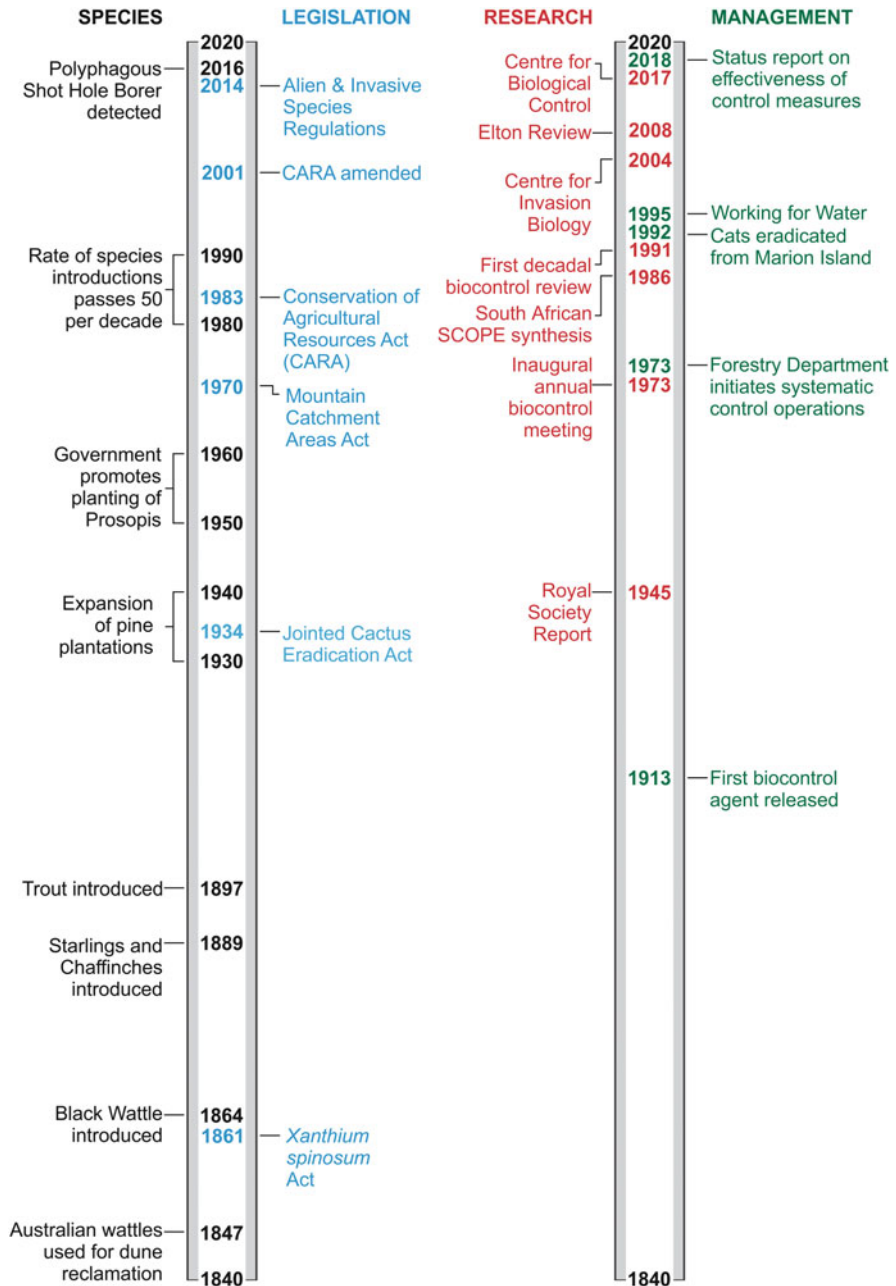 SPECIES
LEGISLATION
RESEARCH
MANAGEMENT
2020
Polyphagous
Shot Hole Borer
detected
2016
2014
Alien & Invasive
Species
Regulations
2001
CARA amended
Rate of species
introductions
passes 50
per decade
1990
1983
1980
Conservation of
Agricultural
Resources Act
(CARA)
1970
Mountain
Catchment
Areas Act
Government
promotes
planting of
Prosopis
1960
1950
Expansion
of pine
plantations
1940
1934
1930
Jointed Cactus
Eradication Act
Trout introduced
1897
Starlings and
Chaffinches
introduced
1889
Black Wattle
introduced
1864
1861
Xanthium
spinosum
Act
Australian wattles
used for dune
reclamation
1847
1840
2020
Centre for
Biological
Control
2018
2017
Status report on
effectiveness of
control measures
Elton Review
2008
2004
Centre for
Invasion
Biology
1995
Working for Water
1992
Cats eradicated
from Marion Island
1991
First decadal
biocontrol review
1986
South African
SCOPE synthesis
Inaugural
annual
biocontrol
meeting
1973
1973
Forestry Department
initiates systematic
control operations
Royal
Society
Report
1945
1913
First biocontrol
agent released
1840